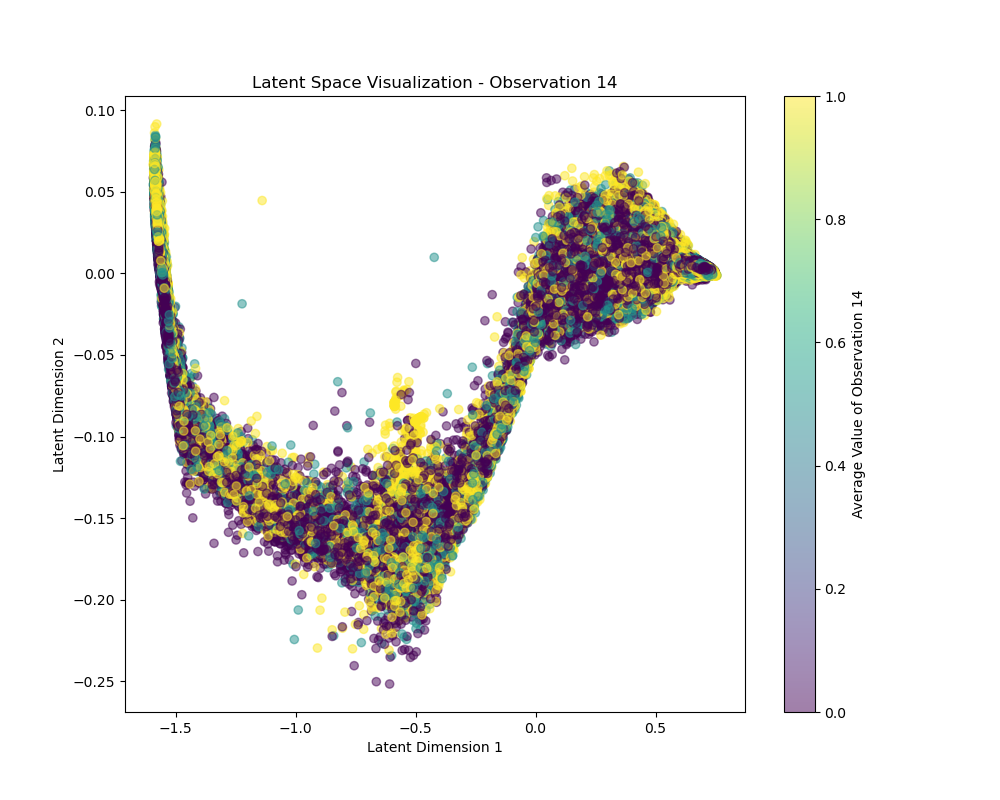 Latent Space Visualization - Observation 14
0.10
0.05
0.00
−0.05
−0.10
−0.15
−0.20
−0.25
Latent Dimension 2
−1.5 −1.0 −0.5 0.0 0.5
Latent Dimension 1
1.0
0.8
0.6
0.4
0.2
0.0
Average Value of Observation 14